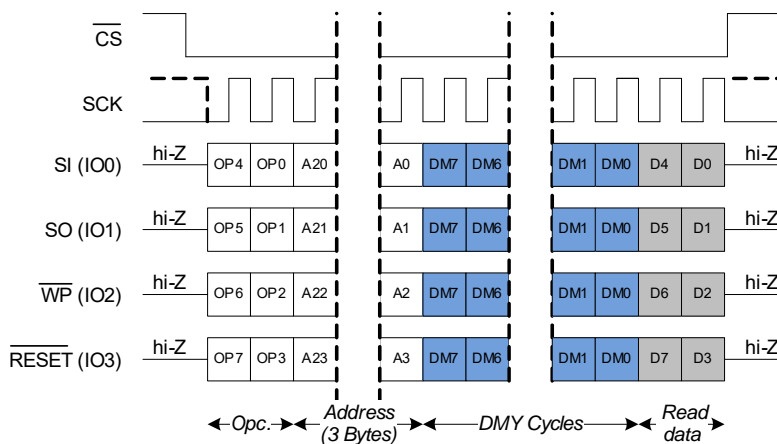 CS
SCK
SI (IO0) hi-Z OP4 OP0 A20 A0 DM7 DM6 DM1 DM0 D4 D0 hi-Z
SO (IO1) hi-Z OP5 OP1 A21 A1 DM7 DM6 DM1 DM0 D5 D1 hi-Z
WP (IO2) hi-Z OP6 OP2 A22 A2 DM7 DM6 DM1 DM0 D6 D2 hi-Z
RESET (IO3) hi-Z OP7 OP3 A23 A3 DM7 DM6 DM1 DM0 D7 D3 hi-Z
Opc. Address (3 Bytes) DMY Cycles Read data